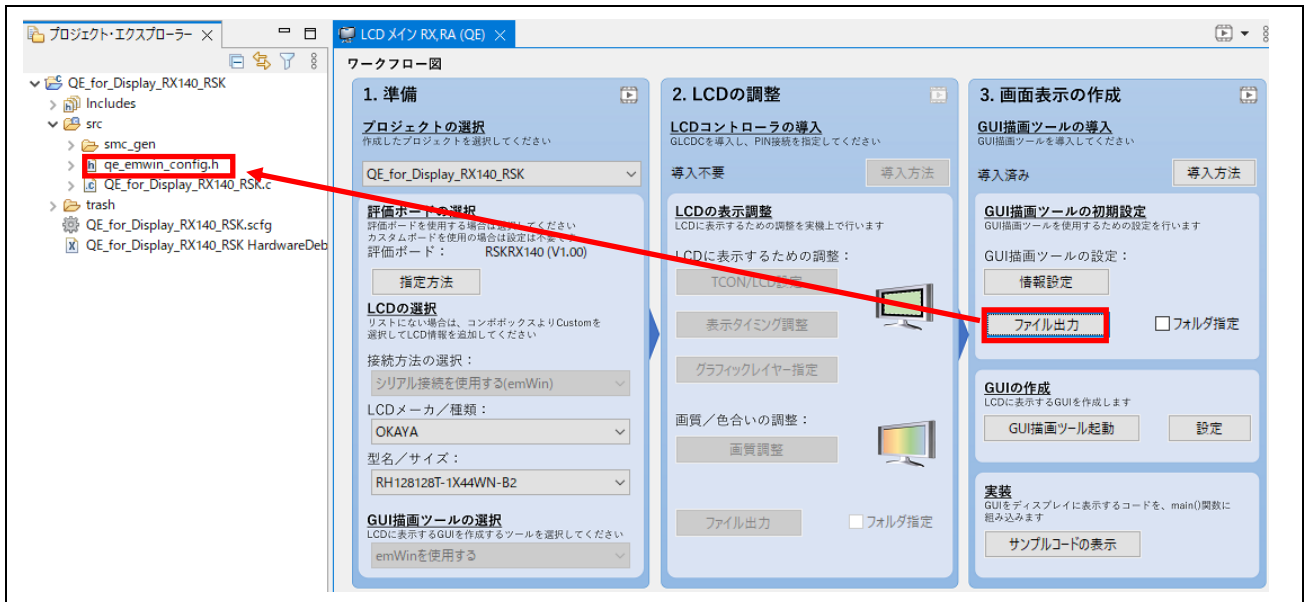 プロジェクト・エクスプローラー
QE_for_Display_RX140_RSK
Includes
src
smc_gen
qe_emwin_config.h
QE_for_Display_RX140_RSK.c
trash
QE_for_Display_RX140_RSK.scfg
QE_for_Display_RX140_RSK HardwareDeb
LCD メイン RX,RA (QE)
ワークフロー図
1. 準備
プロジェクトの選択
作成したプロジェクトを選択してください
QE_for_Display_RX140_RSK
評価ボードの選択
評価ボードを使用する場合は選択してください
カスタムボードを使用の場合は設定は不要です
評価ボード： RSKRX140 (V1.00)
指定方法
LCDの選択
リストにない場合は、コンボボックスよりCustomを
選択してLCD情報を追加してください
接続方法の選択：
シリアル接続を使用する(emWin)
LCDメーカ／種類：
OKAYA
型名／サイズ：
RH128128T-1X44WN-B2
GUI描画ツールの選択
LCDに表示するGUIを作成するツールを選択してください
emWinを使用する
2. LCDの調整
LCDコントローラの導入
GLCDCを導入し、PIN接続を指定してください
導入不要 導入方法
LCDの表示調整
LCDに表示するための調整を実機上で行います
LCDに表示するための調整：
TCON/LCD設定
表示タイミング調整
グラフィックレイヤー指定
画質／色合いの調整：
画質調整
ファイル出力 フォルダ指定
3. 画面表示の作成
GUI描画ツールの導入
GUI描画ツールを導入してください
導入済み 導入方法
GUI描画ツールの初期設定
GUI描画ツールを使用するための設定を行います
GUI描画ツールの設定：
情報設定
ファイル出力 フォルダ指定
GUIの作成
LCDに表示するGUIを作成します
GUI描画ツール起動 設定
実装
GUIをディスプレイに表示するコードを、main()関数に
組み込みます
サンプルコードの表示